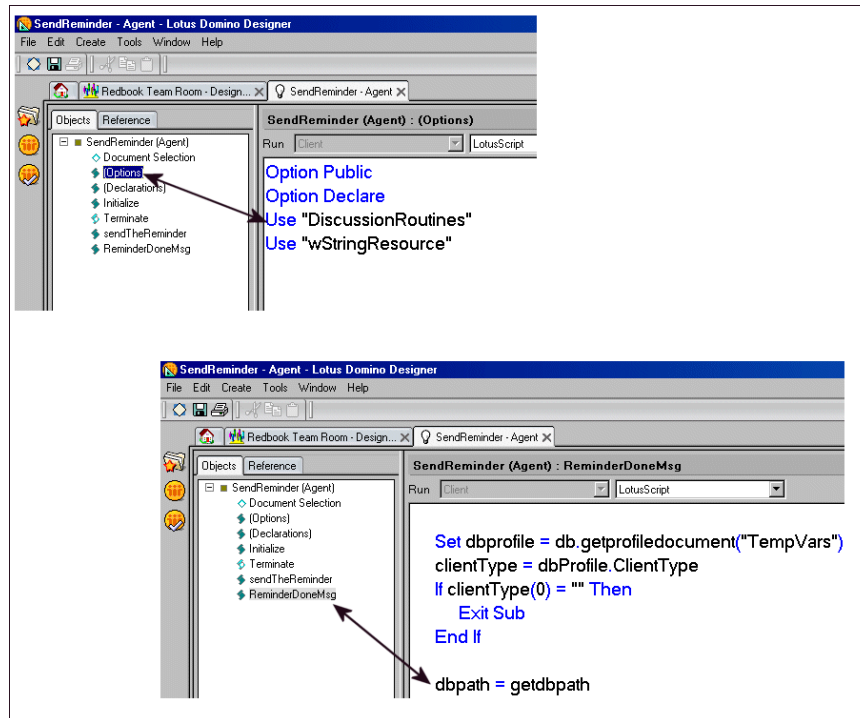 SendReminder - Agent - Lotus Domino Designer
File Edit Create Tools Window Help
Redbook Team Room - Design... SendReminder - Agent
Objects Reference
SendReminder (Agent) : (Options)
Run Client LotusScript
SendReminder (Agent)
Document Selection
(Options)
(Declarations)
Initialize
Terminate
sendTheReminder
ReminderDoneMsg
Option Public
Option Declare
Use "DiscussionRoutines"
Use "wStringResource"
SendReminder - Agent - Lotus Domino Designer
File Edit Create Tools Window Help
Redbook Team Room - Design... SendReminder - Agent
Objects Reference
SendReminder (Agent) : ReminderDoneMsg
Run Client LotusScript
SendReminder (Agent)
Document Selection
(Options)
(Declarations)
Initialize
Terminate
sendTheReminder
ReminderDoneMsg
Set dbprofile = db.getprofiledocument("TempVars")
clientType = dbProfile.ClientType
If clientType(0) = "" Then
Exit Sub
End If
dbpath = getdbpath